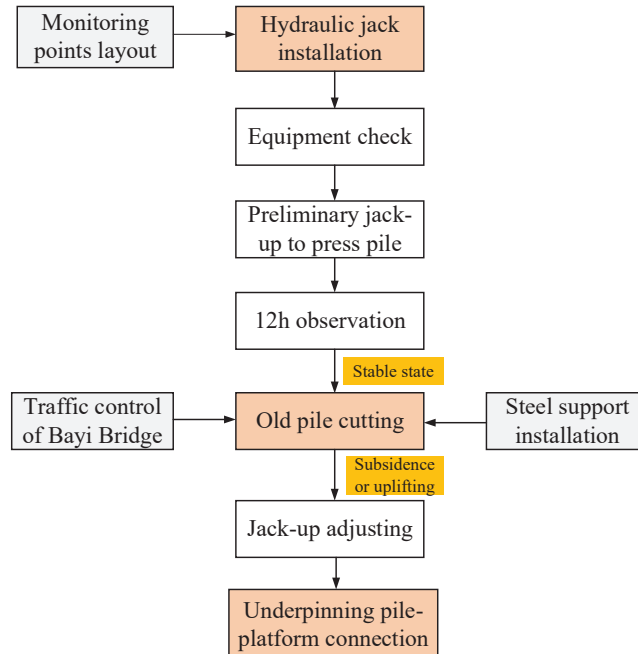 Monitoring
points layout
Hydraulic jack
installation
Equipment check
Preliminary jack-
up to press pile
12h observation
Stable state
Traffic control
of Bayi Bridge
Old pile cutting
Steel support
installation
Subsidence
or uplifting
Jack-up adjusting
Underpinning pile-
platform connection